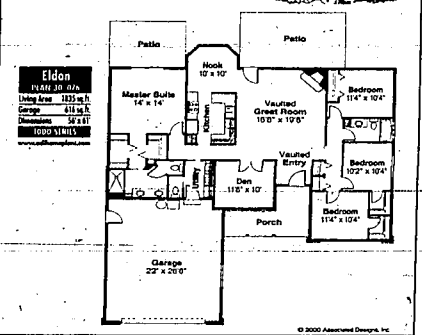 Eldon
PLAN 30-076
Living Area 1835 sq.ft.
Garage 616 sq.ft.
Dimensions 56' x 61'
1000 SERIES
Patio
Patio
Nook
10' x 10'
Master Suite
14' x 14'
Kitchen
Vaulted
Great Room
16'8" x 19'8"
Bedroom
11'4" x 10'4"
Vaulted
Entry
Bedroom
10'2" x 10'4"
Utility
Den
11'6" x 10'
Bedroom
11'4" x 10'4"
Porch
Garage
22' x 26'8"
© 2000 Associated Designs, Inc.